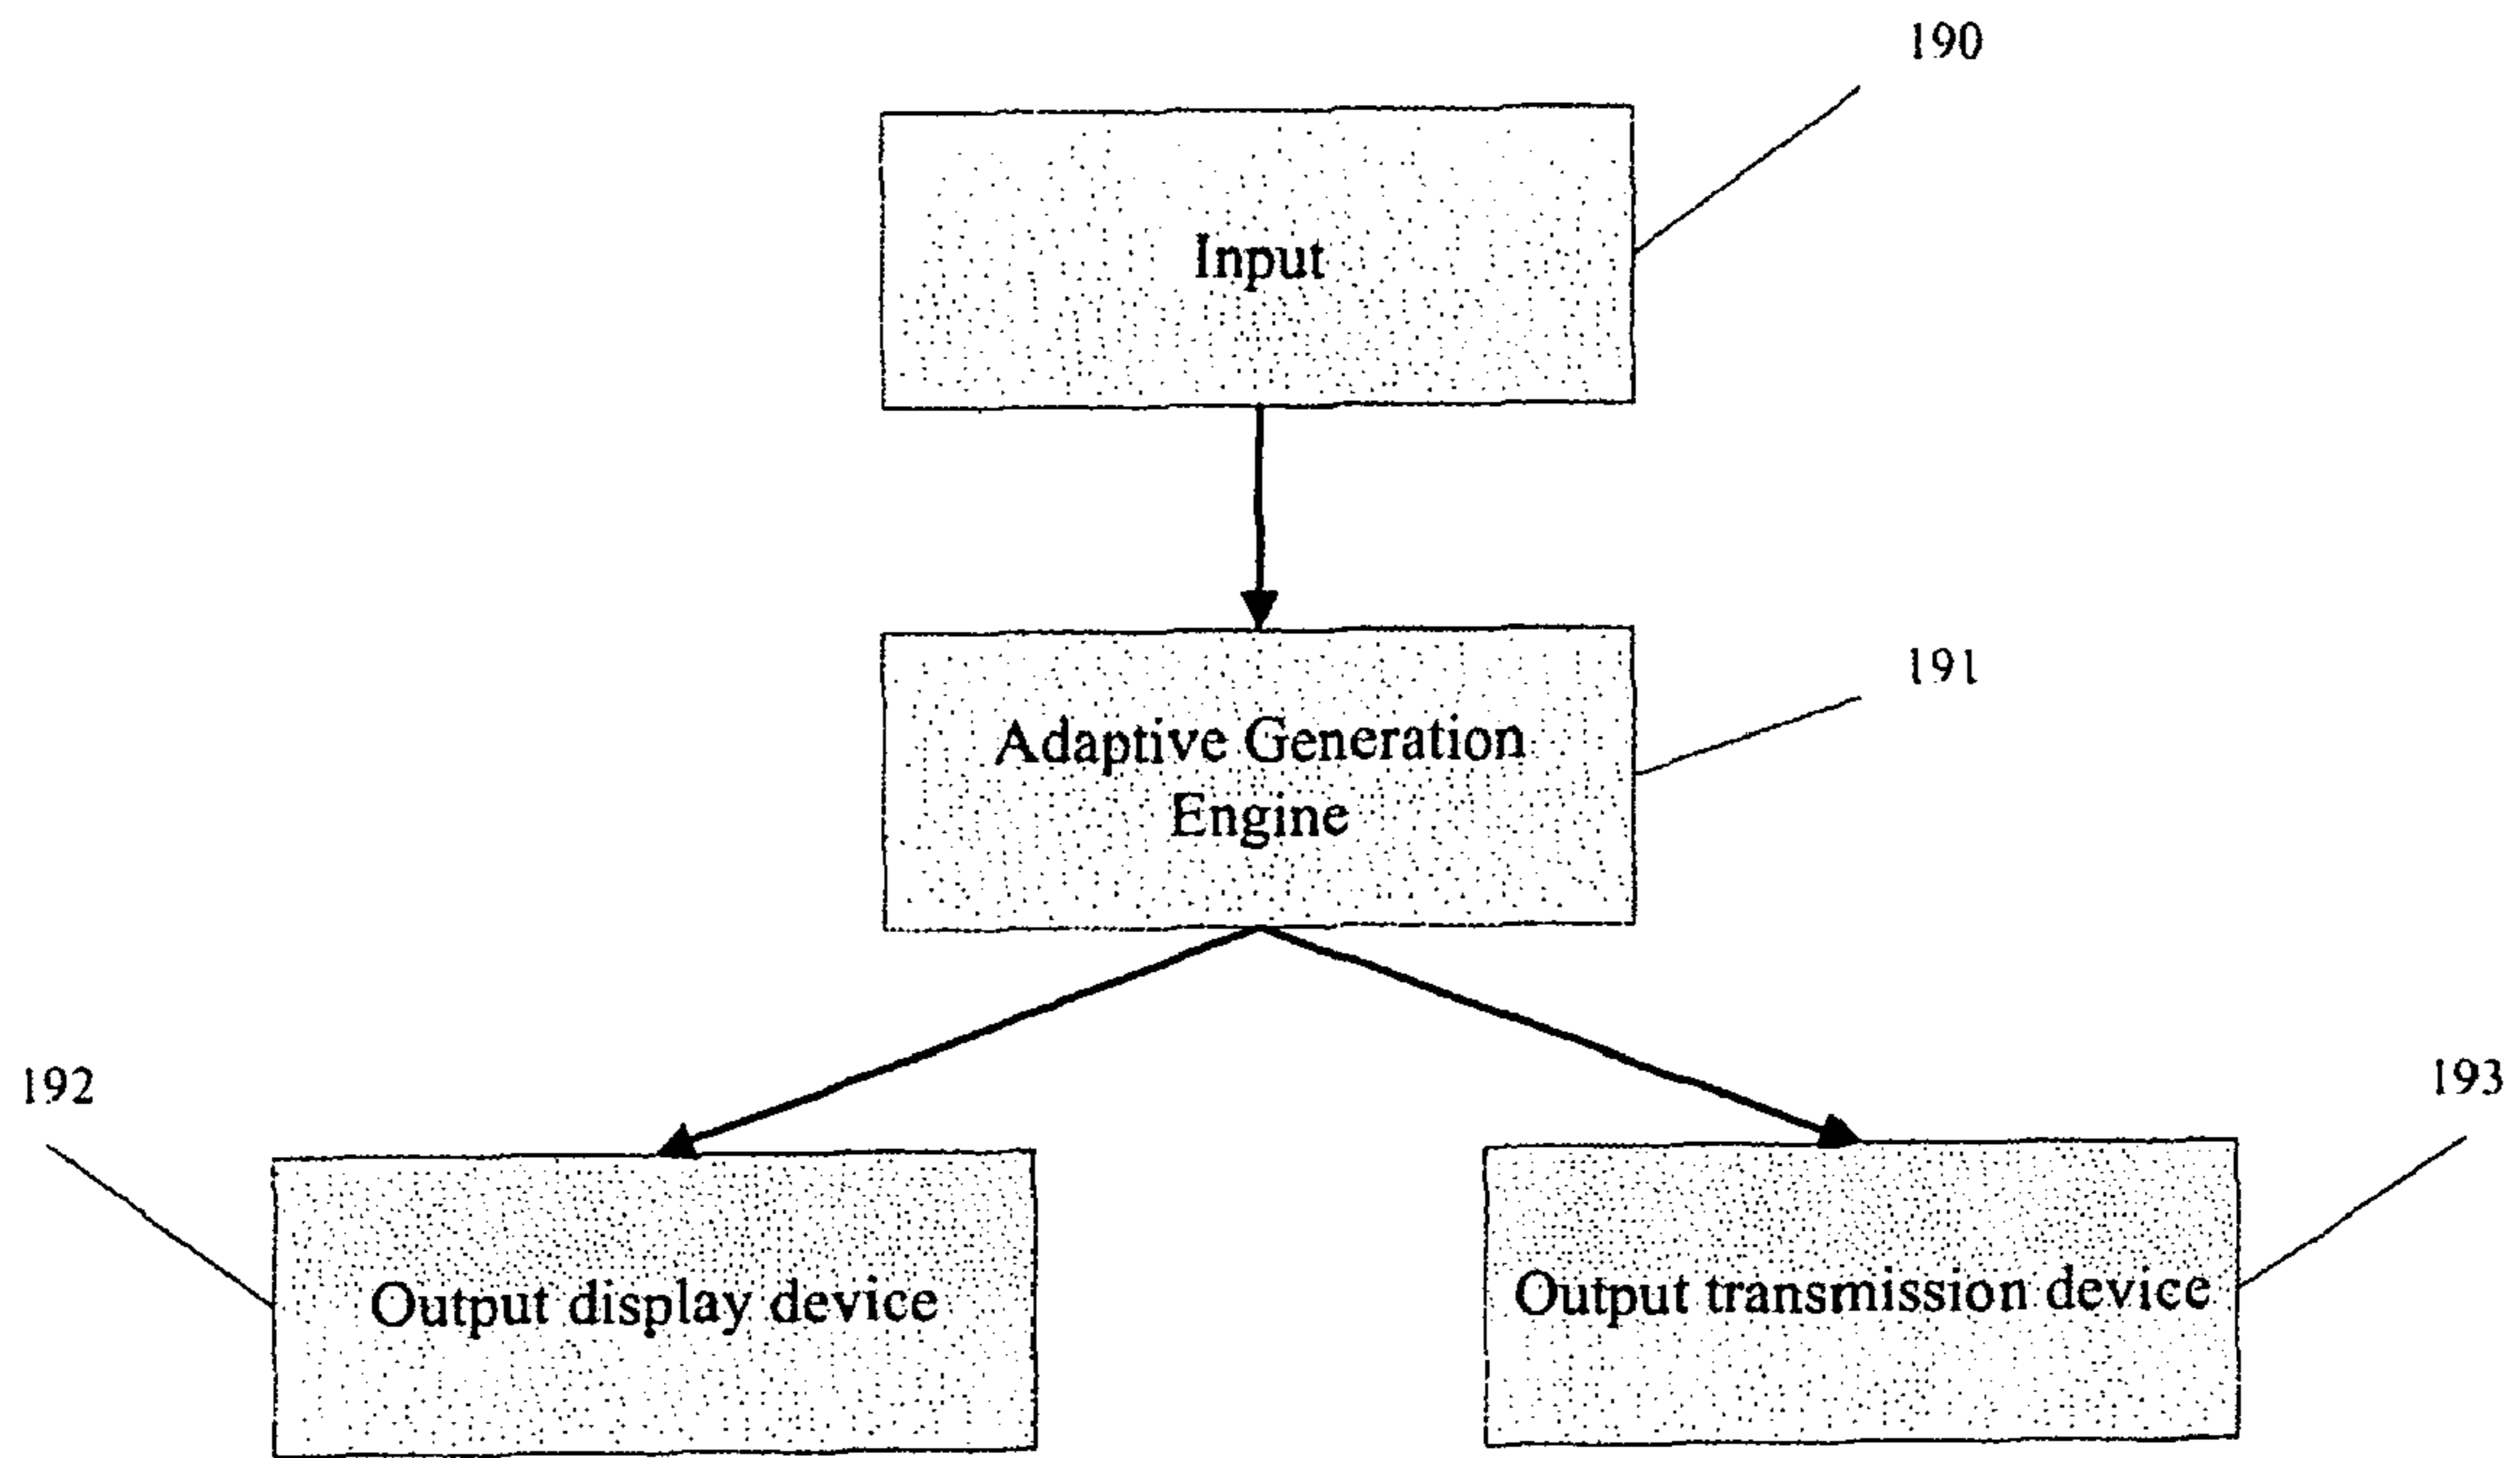 190
Input
191
Adaptive Generation
Engine
192
193
Output display device
Output transmission device